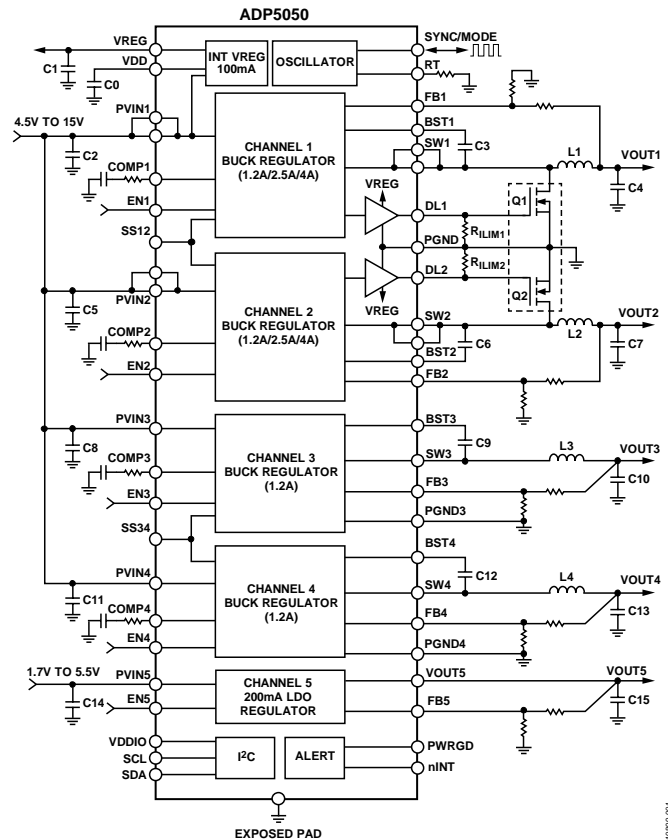 ADP5050
VREG
C1
VDD
C0
INT VREG
100mA
OSCILLATOR
SYNC/MODE
RT
FB1
4.5V TO 15V
PVIN1
C2
COMP1
EN1
SS12
CHANNEL 1
BUCK REGULATOR
(1.2A/2.5A/4A)
BST1
SW1
C3
L1
VOUT1
C4
VREG
DL1
Q1
RILIM1
PGND
RILIM2
DL2
Q2
VREG
PVIN2
C5
COMP2
EN2
CHANNEL 2
BUCK REGULATOR
(1.2A/2.5A/4A)
SW2
C6
BST2
FB2
L2
VOUT2
C7
PVIN3
C8
COMP3
EN3
SS34
CHANNEL 3
BUCK REGULATOR
(1.2A)
BST3
C9
SW3
L3
VOUT3
C10
FB3
PGND3
PVIN4
C11
COMP4
EN4
CHANNEL 4
BUCK REGULATOR
(1.2A)
BST4
C12
SW4
L4
VOUT4
C13
FB4
PGND4
1.7V TO 5.5V
PVIN5
C14
EN5
CHANNEL 5
200mA LDO
REGULATOR
VOUT5
VOUT5
C15
FB5
VDDIO
SCL
SDA
I2C
ALERT
PWRGD
nINT
EXPOSED PAD